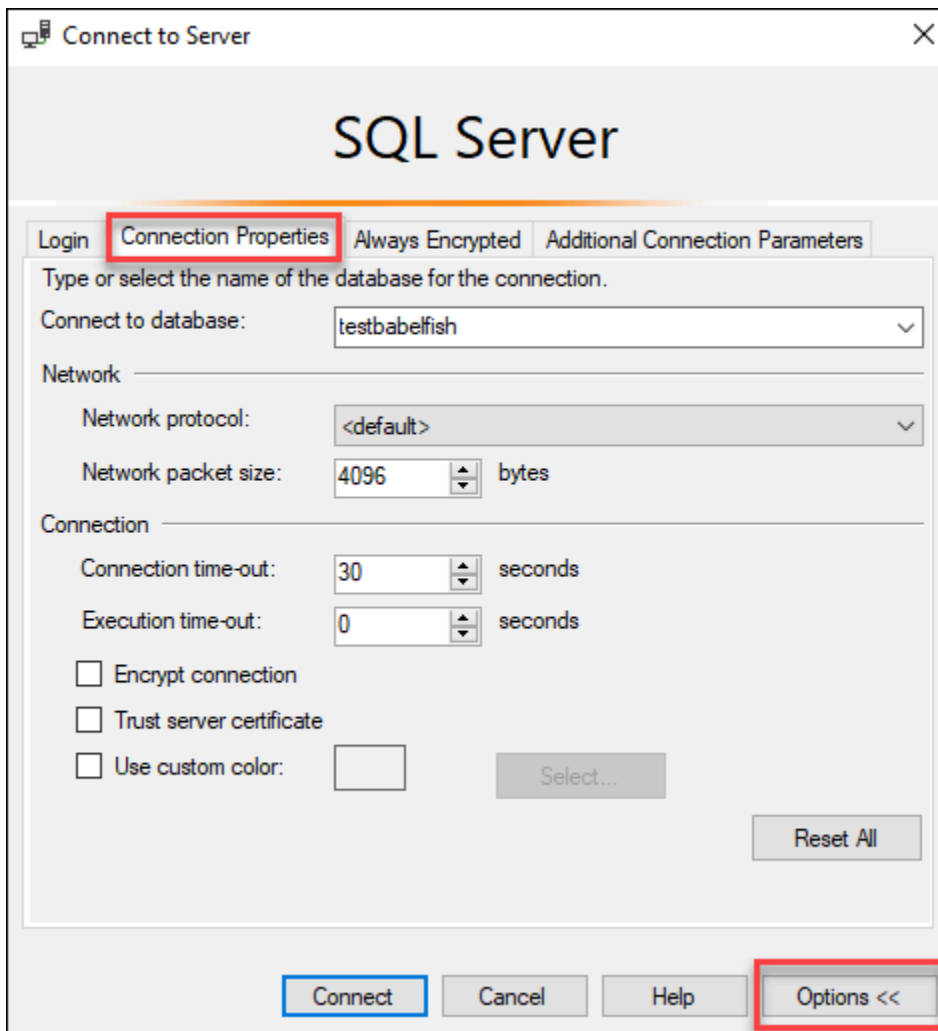 Connect to Server
SQL Server
Login Connection Properties Always Encrypted Additional Connection Parameters
Type or select the name of the database for the connection.
Connect to database: testbabelfish
Network
Network protocol: <default>
Network packet size: 4096 bytes
Connection
Connection time-out: 30 seconds
Execution time-out: 0 seconds
Encrypt connection
Trust server certificate
Use custom color: Select...
Reset All
Connect Cancel Help Options <<